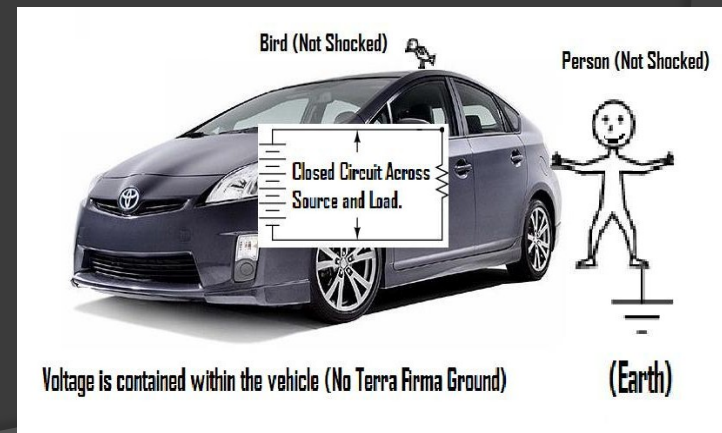 Bird (Not Shocked)
Person (Not Shocked)
Closed Circuit Across
Source and Load.
Voltage is contained within the vehicle (No Terra Firma Ground)
(Earth)